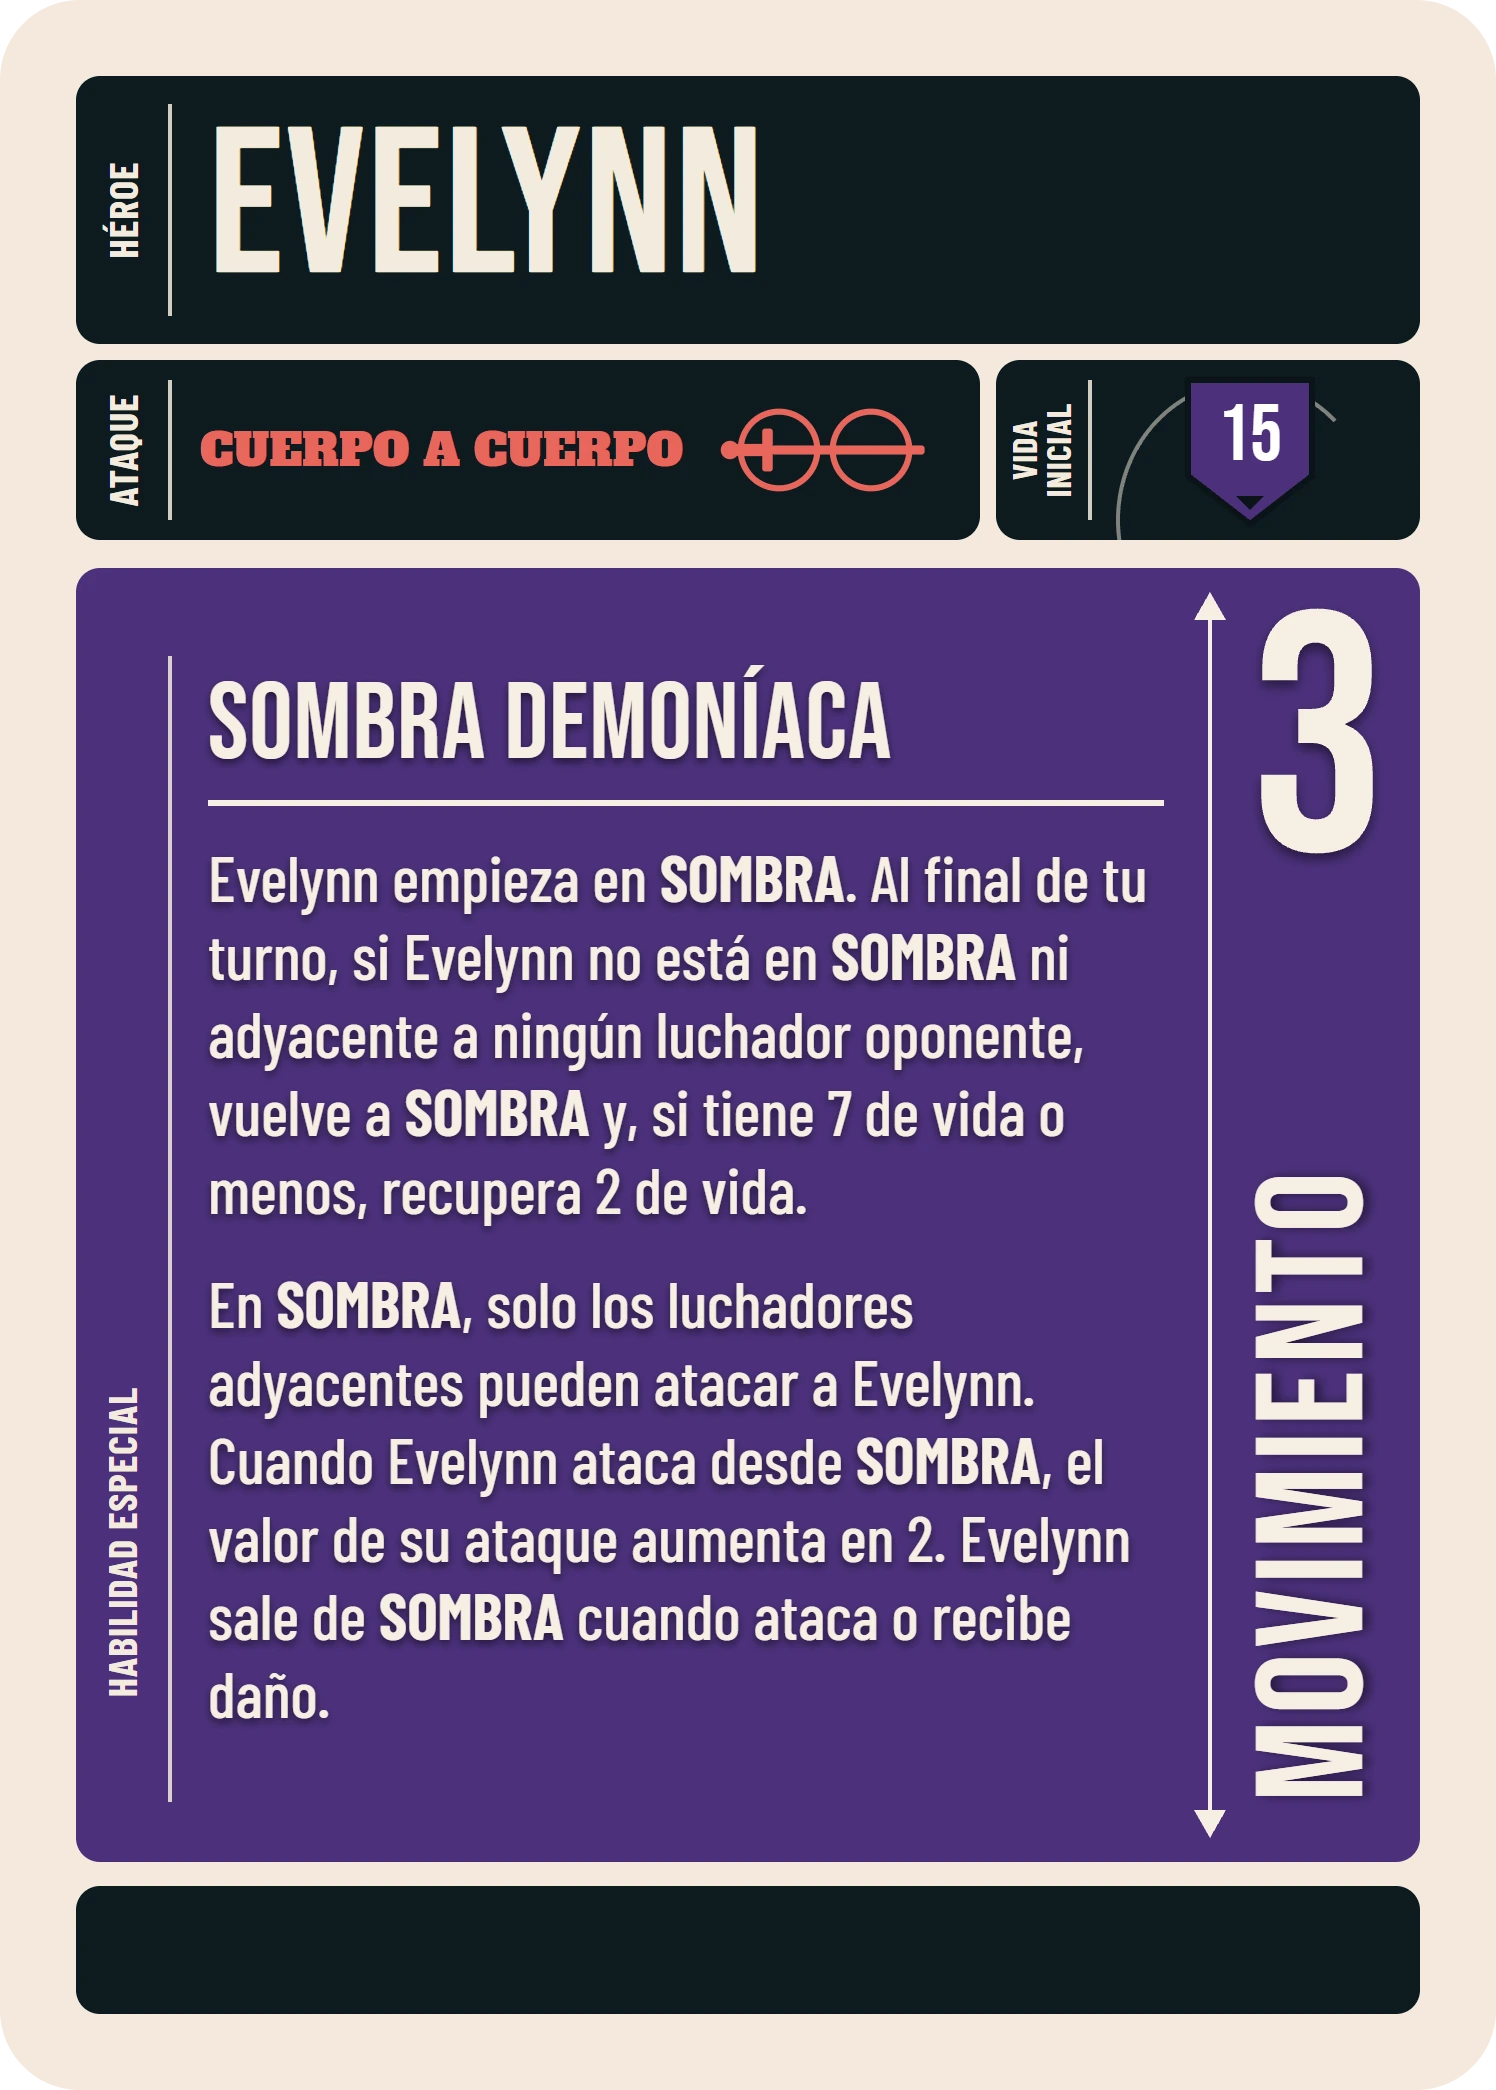 HÉROE
EVELYNN
ATAQUE
CUERPO A CUERPO
VIDA
INICIAL
15
SOMBRA DEMONÍACA
Evelynn empieza en SOMBRA. Al final de tu
turno, si Evelynn no está en SOMBRA ni
adyacente a ningún luchador oponente,
vuelve a SOMBRA y, si tiene 7 de vida o
menos, recupera 2 de vida.
En SOMBRA, solo los luchadores
adyacentes pueden atacar a Evelynn.
Cuando Evelynn ataca desde SOMBRA, el
valor de su ataque aumenta en 2. Evelynn
sale de SOMBRA cuando ataca o recibe
daño.
HABILIDAD ESPECIAL
3
MOVIMIENTO